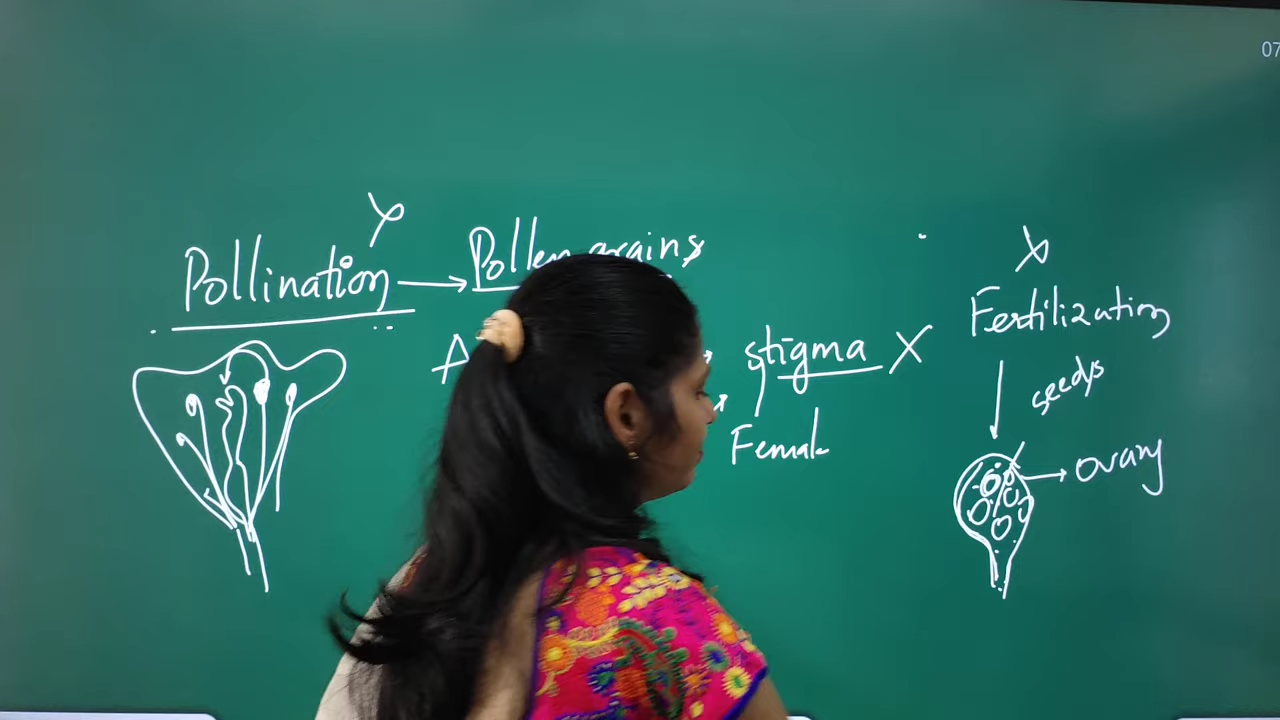 Pollination → Pollen grains
A
stigma X
Female
Fertilization
seeds
ovary
07